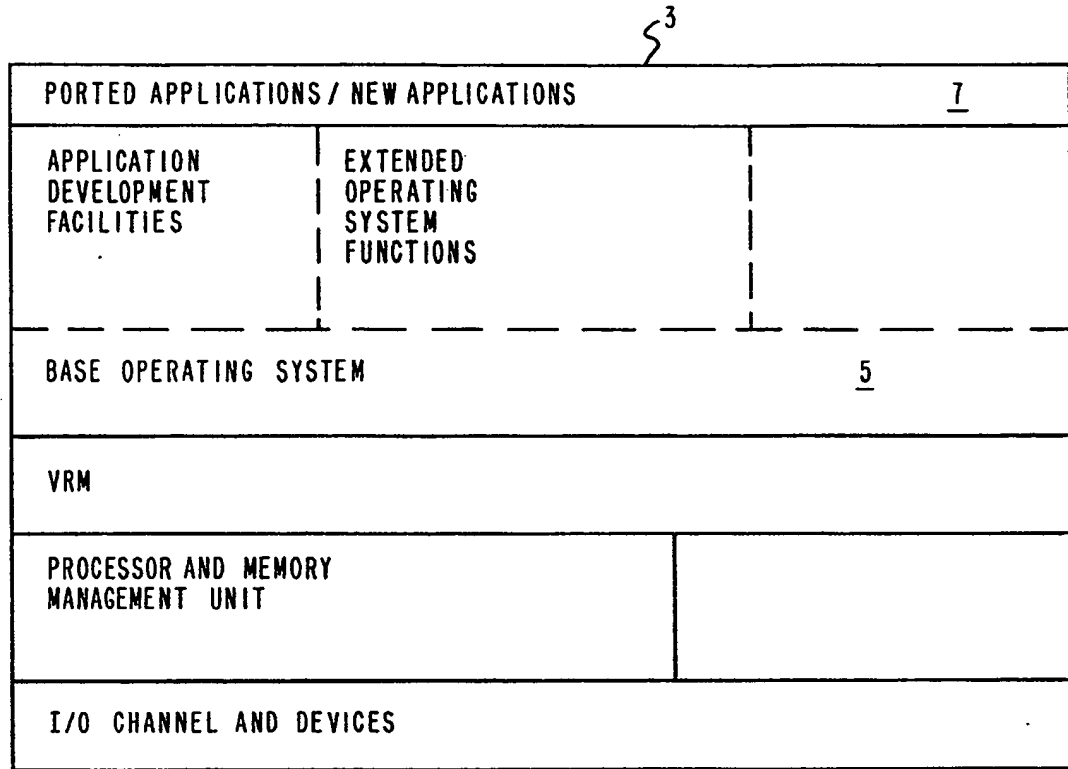 3
PORTED APPLICATIONS / NEW APPLICATIONS 7
APPLICATION
DEVELOPMENT
FACILITIES
EXTENDED
OPERATING
SYSTEM
FUNCTIONS
BASE OPERATING SYSTEM 5
VRM
PROCESSOR AND MEMORY
MANAGEMENT UNIT
I/O CHANNEL AND DEVICES